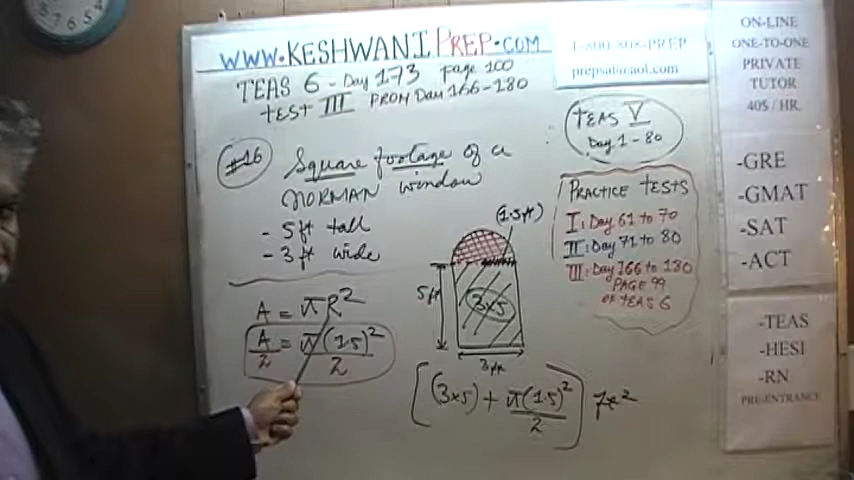 WWW.KESHWANIPREP.COM
1-800-808-PREP
prepsat@aol.com
TEAS 6 - Day 173 Page 100
TEST III FROM DAY 166-180
#16 Square footage of a
NORMAN window
- 5ft tall
- 3 ft wide
A = πR²
A/2 = π(1.5)²/2
(1.5ft)
5ft
3x5
3ft
[(3x5) + π(1.5)²/2] ft²
TEAS V
Day 1-80
PRACTICE TESTS
I: Day 61 to 70
II: Day 71 to 80
III: Day 166 to 180
PAGE 99
OF TEAS 6
ON-LINE
ONE-TO-ONE
PRIVATE
TUTOR
40$ / HR.
-GRE
-GMAT
-SAT
-ACT
-TEAS
-HESI
-RN
PRE-ENTRANCE